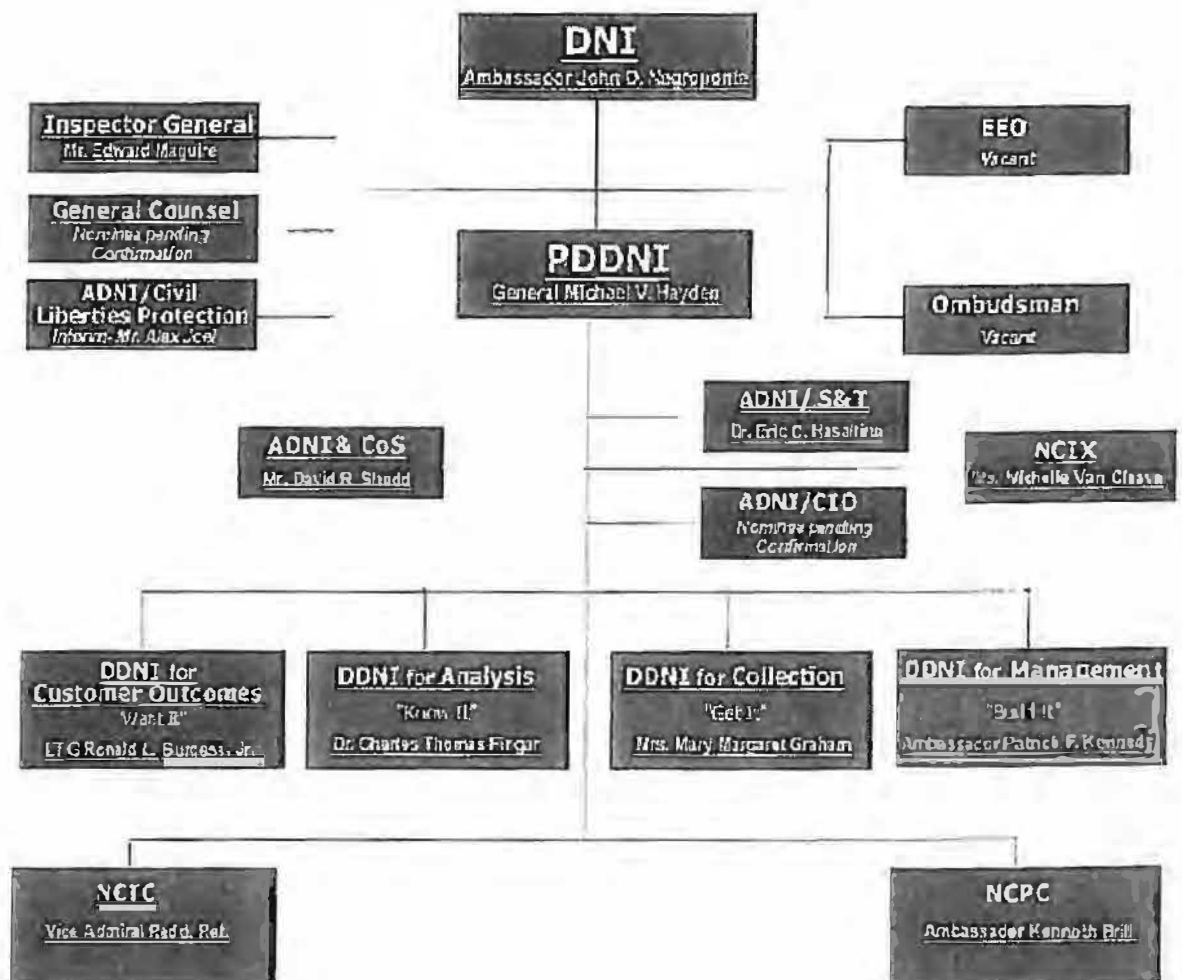 DNI
Ambassador John D. Negroponte
Inspector General
Mr. Edward Maguire
EEO
Vacant
General Counsel
Nominee pending
Confirmation
PDDNI
General Michael V. Hayden
ADNI/Civil
Liberties Protection
Interim-Mr. Alex Joel
Ombudsman
Vacant
ADNI/S&T
Dr. Eric C.
ADNI& CoS
Mr. David R. Shedd
NCIX
Ms. Michelle Van Cleave
ADNI/CIO
Nominee pending
Confirmation
DDNI for
Customer Outcomes
"Want It"
LTG Ronald L. Burgess, Jr.
DDNI for Analysis
"Know It"
Dr. Charles Thomas Fingar
DDNI for Collection
"Get It"
Mrs. Mary Margaret Graham
DDNI for Management
"Build It"
Ambassador Patrick F. Kennedy
NCTC
Vice Admiral Redd, Ret.
NCPC
Ambassador Kenneth Brill